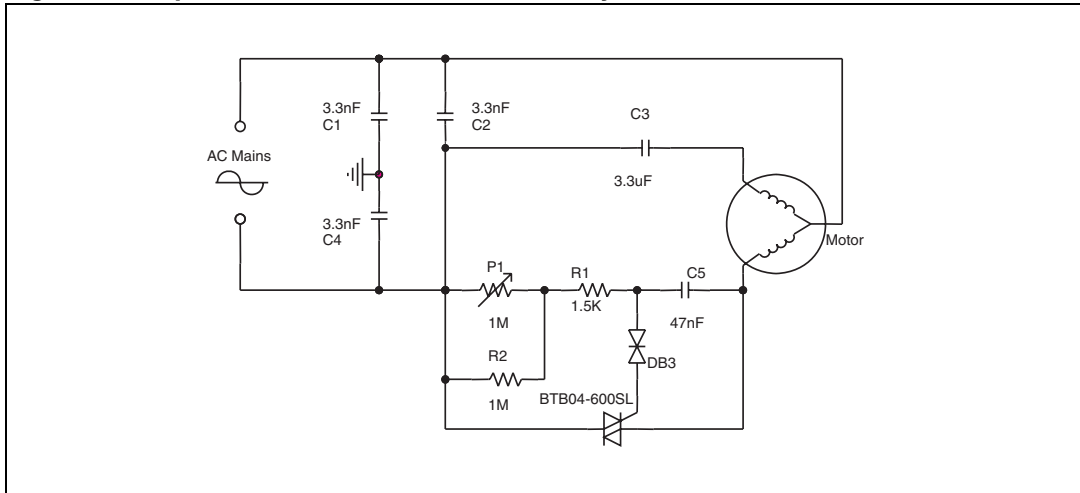 3.3nF
C1
3.3nF
C2
C3
AC Mains
3.3uF
3.3nF
C4
Motor
P1
R1
C5
1M
1.5K
47nF
R2
DB3
1M
BTB04-600SL